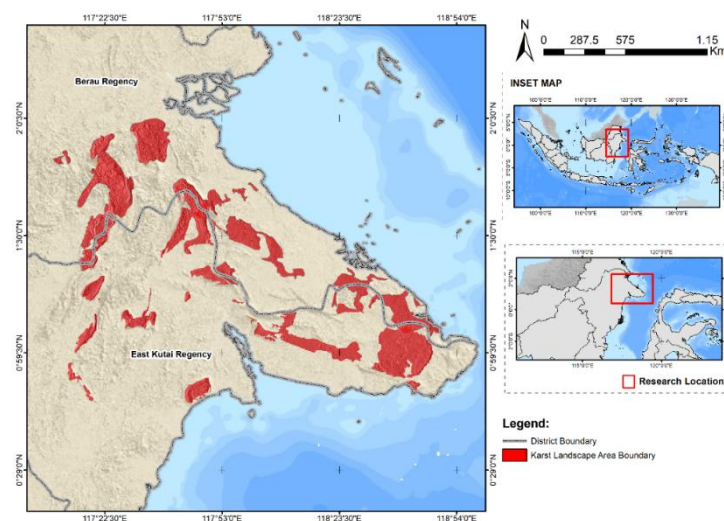 117°22'30"E 117°53'0"E 118°23'30"E 118°54'0"E
Berau Regency
East Kutai Regency
2°0'30"N
1°30'0"N
0°59'30"N
0°29'0"N
2°0'30"N
1°30'0"N
0°59'30"N
0°29'0"N
117°22'30"E 117°53'0"E 118°23'30"E 118°54'0"E
N
0 287.5 575 1.15
Km
INSET MAP
Research Location
Legend:
District Boundary
Karst Landscape Area Boundary